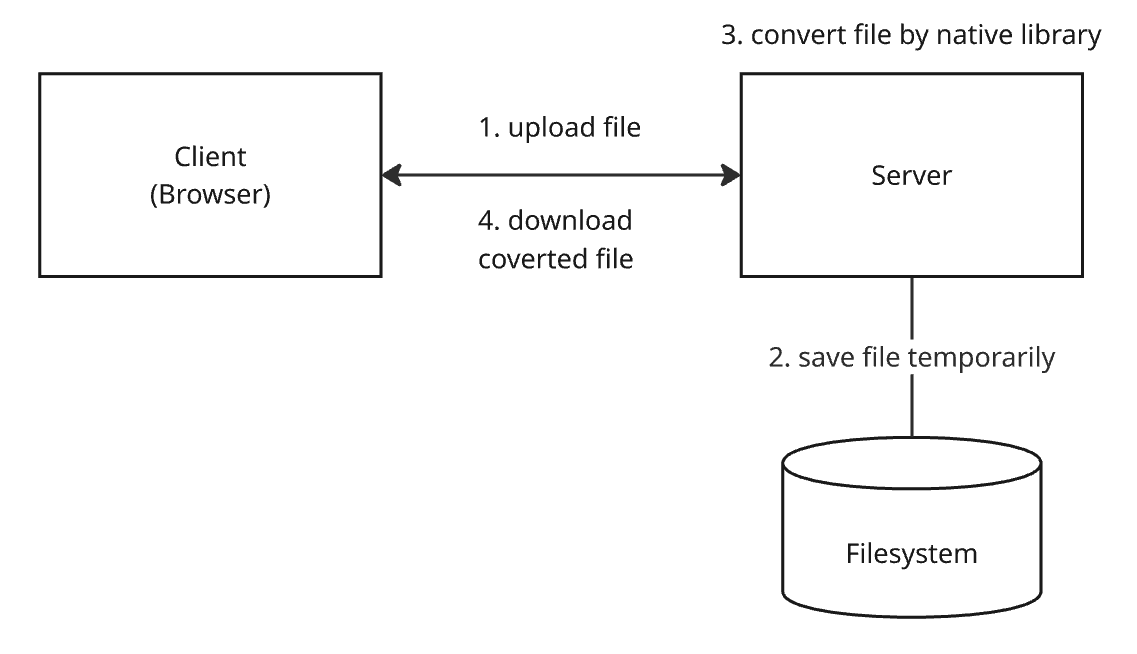 3. convert file by native library
Client
(Browser)
1. upload file
4. download
coverted file
Server
2. save file temporarily
Filesystem